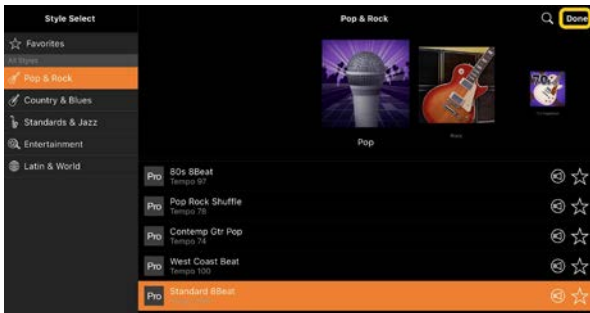 Style Select
Pop & Rock
Done
Favorites
All Styles
Pop & Rock
Country & Blues
Standards & Jazz
Entertainment
Latin & World
70s
Pop
Pro
80s 8Beat
Tempo 97
Pro
Pop Rock Shuffle
Tempo 78
Pro
Contemp Gtr Pop
Tempo 74
Pro
West Coast Beat
Tempo 100
Pro
Standard 8Beat